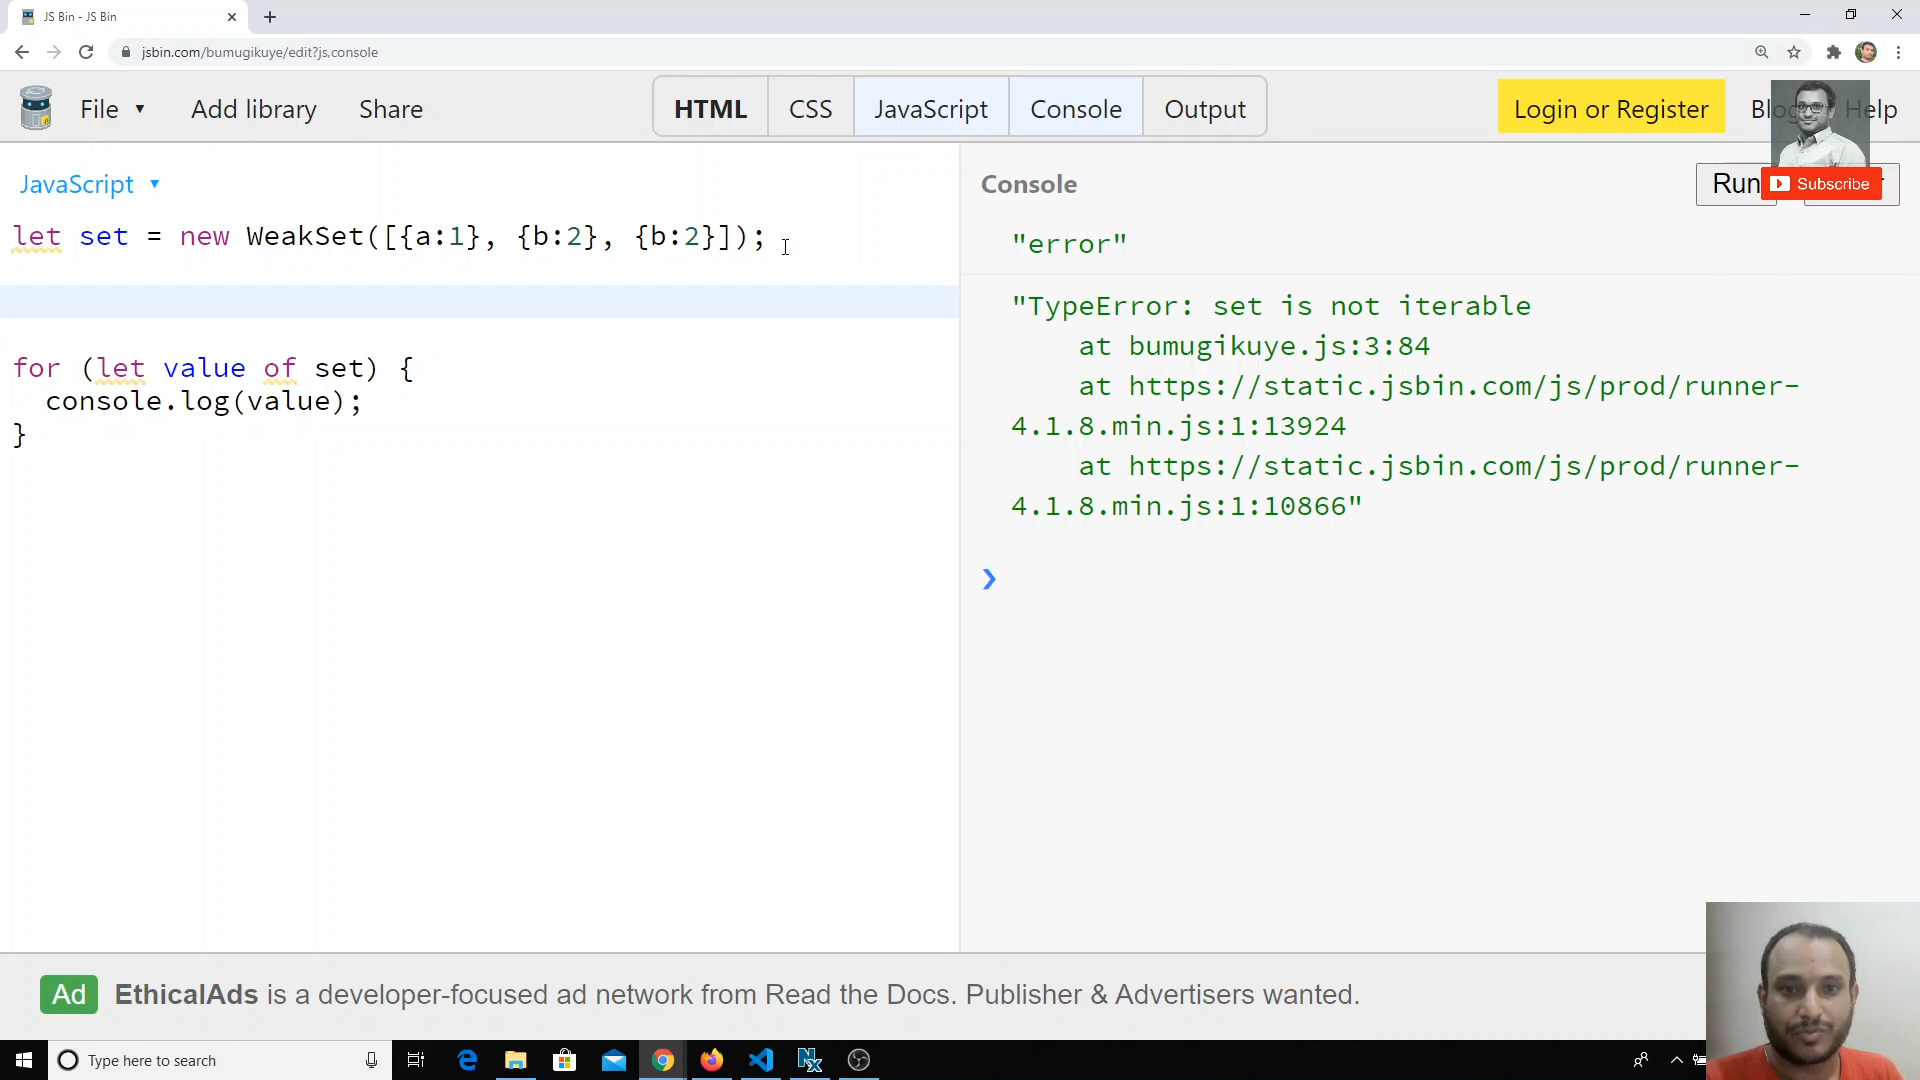 JS Bin - JS Bin
jsbin.com/bumugikuye/edit?js,console
File Add library Share HTML CSS JavaScript Console Output Login or Register Help
JavaScript
Console
Run
Subscribe
let set = new WeakSet([{a:1}, {b:2}, {b:2}]);
for (let value of set) {
console.log(value);
}
"error"
"TypeError: set is not iterable
at bumugikuye.js:3:84
at https://static.jsbin.com/js/prod/runner-
4.1.8.min.js:1:13924
at https://static.jsbin.com/js/prod/runner-
4.1.8.min.js:1:10866"
Ad EthicalAds is a developer-focused ad network from Read the Docs. Publisher & Advertisers wanted.
Type here to search